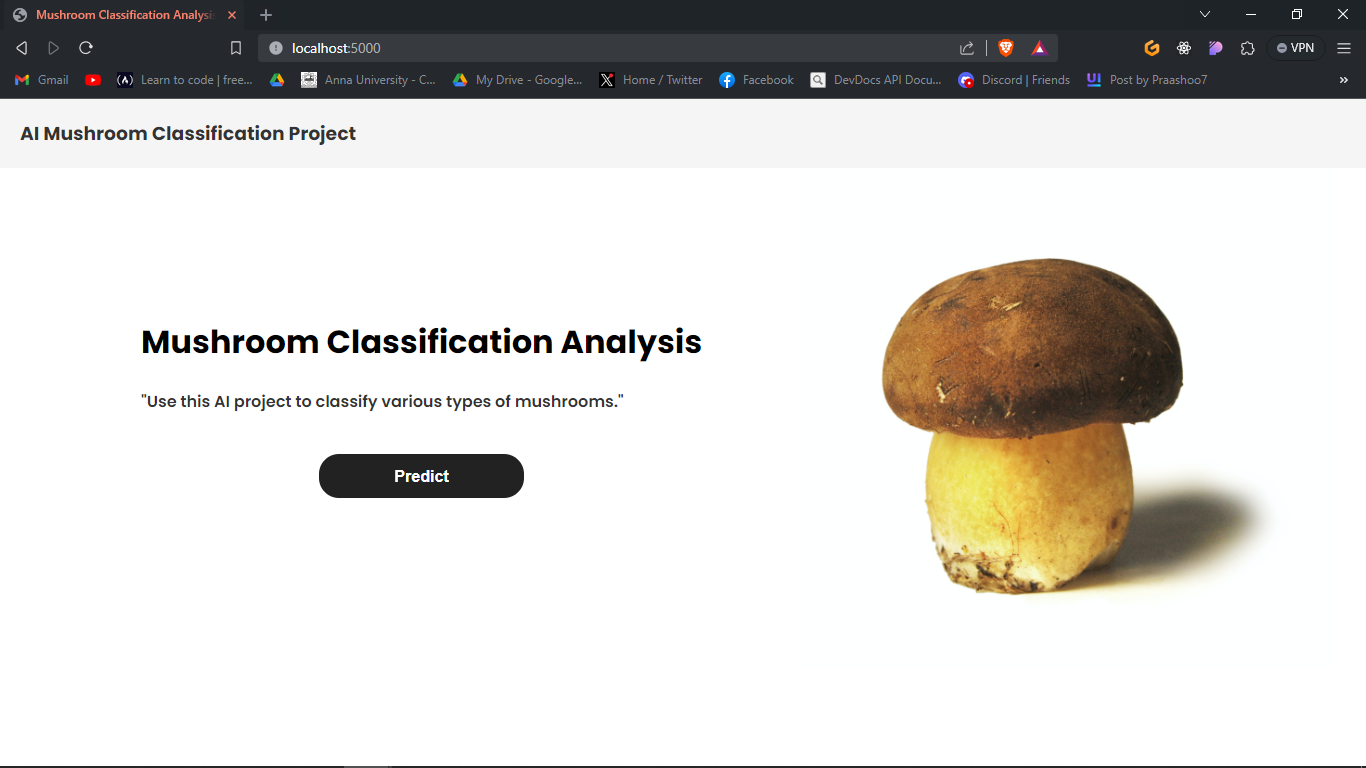 Mushroom Classification Analysis
localhost:5000
VPN
Gmail
Learn to code | free...
Anna University - C...
My Drive - Google...
Home / Twitter
Facebook
DevDocs API Docu...
Discord | Friends
Post by Praashoo7
AI Mushroom Classification Project
Mushroom Classification Analysis
"Use this AI project to classify various types of mushrooms."
Predict